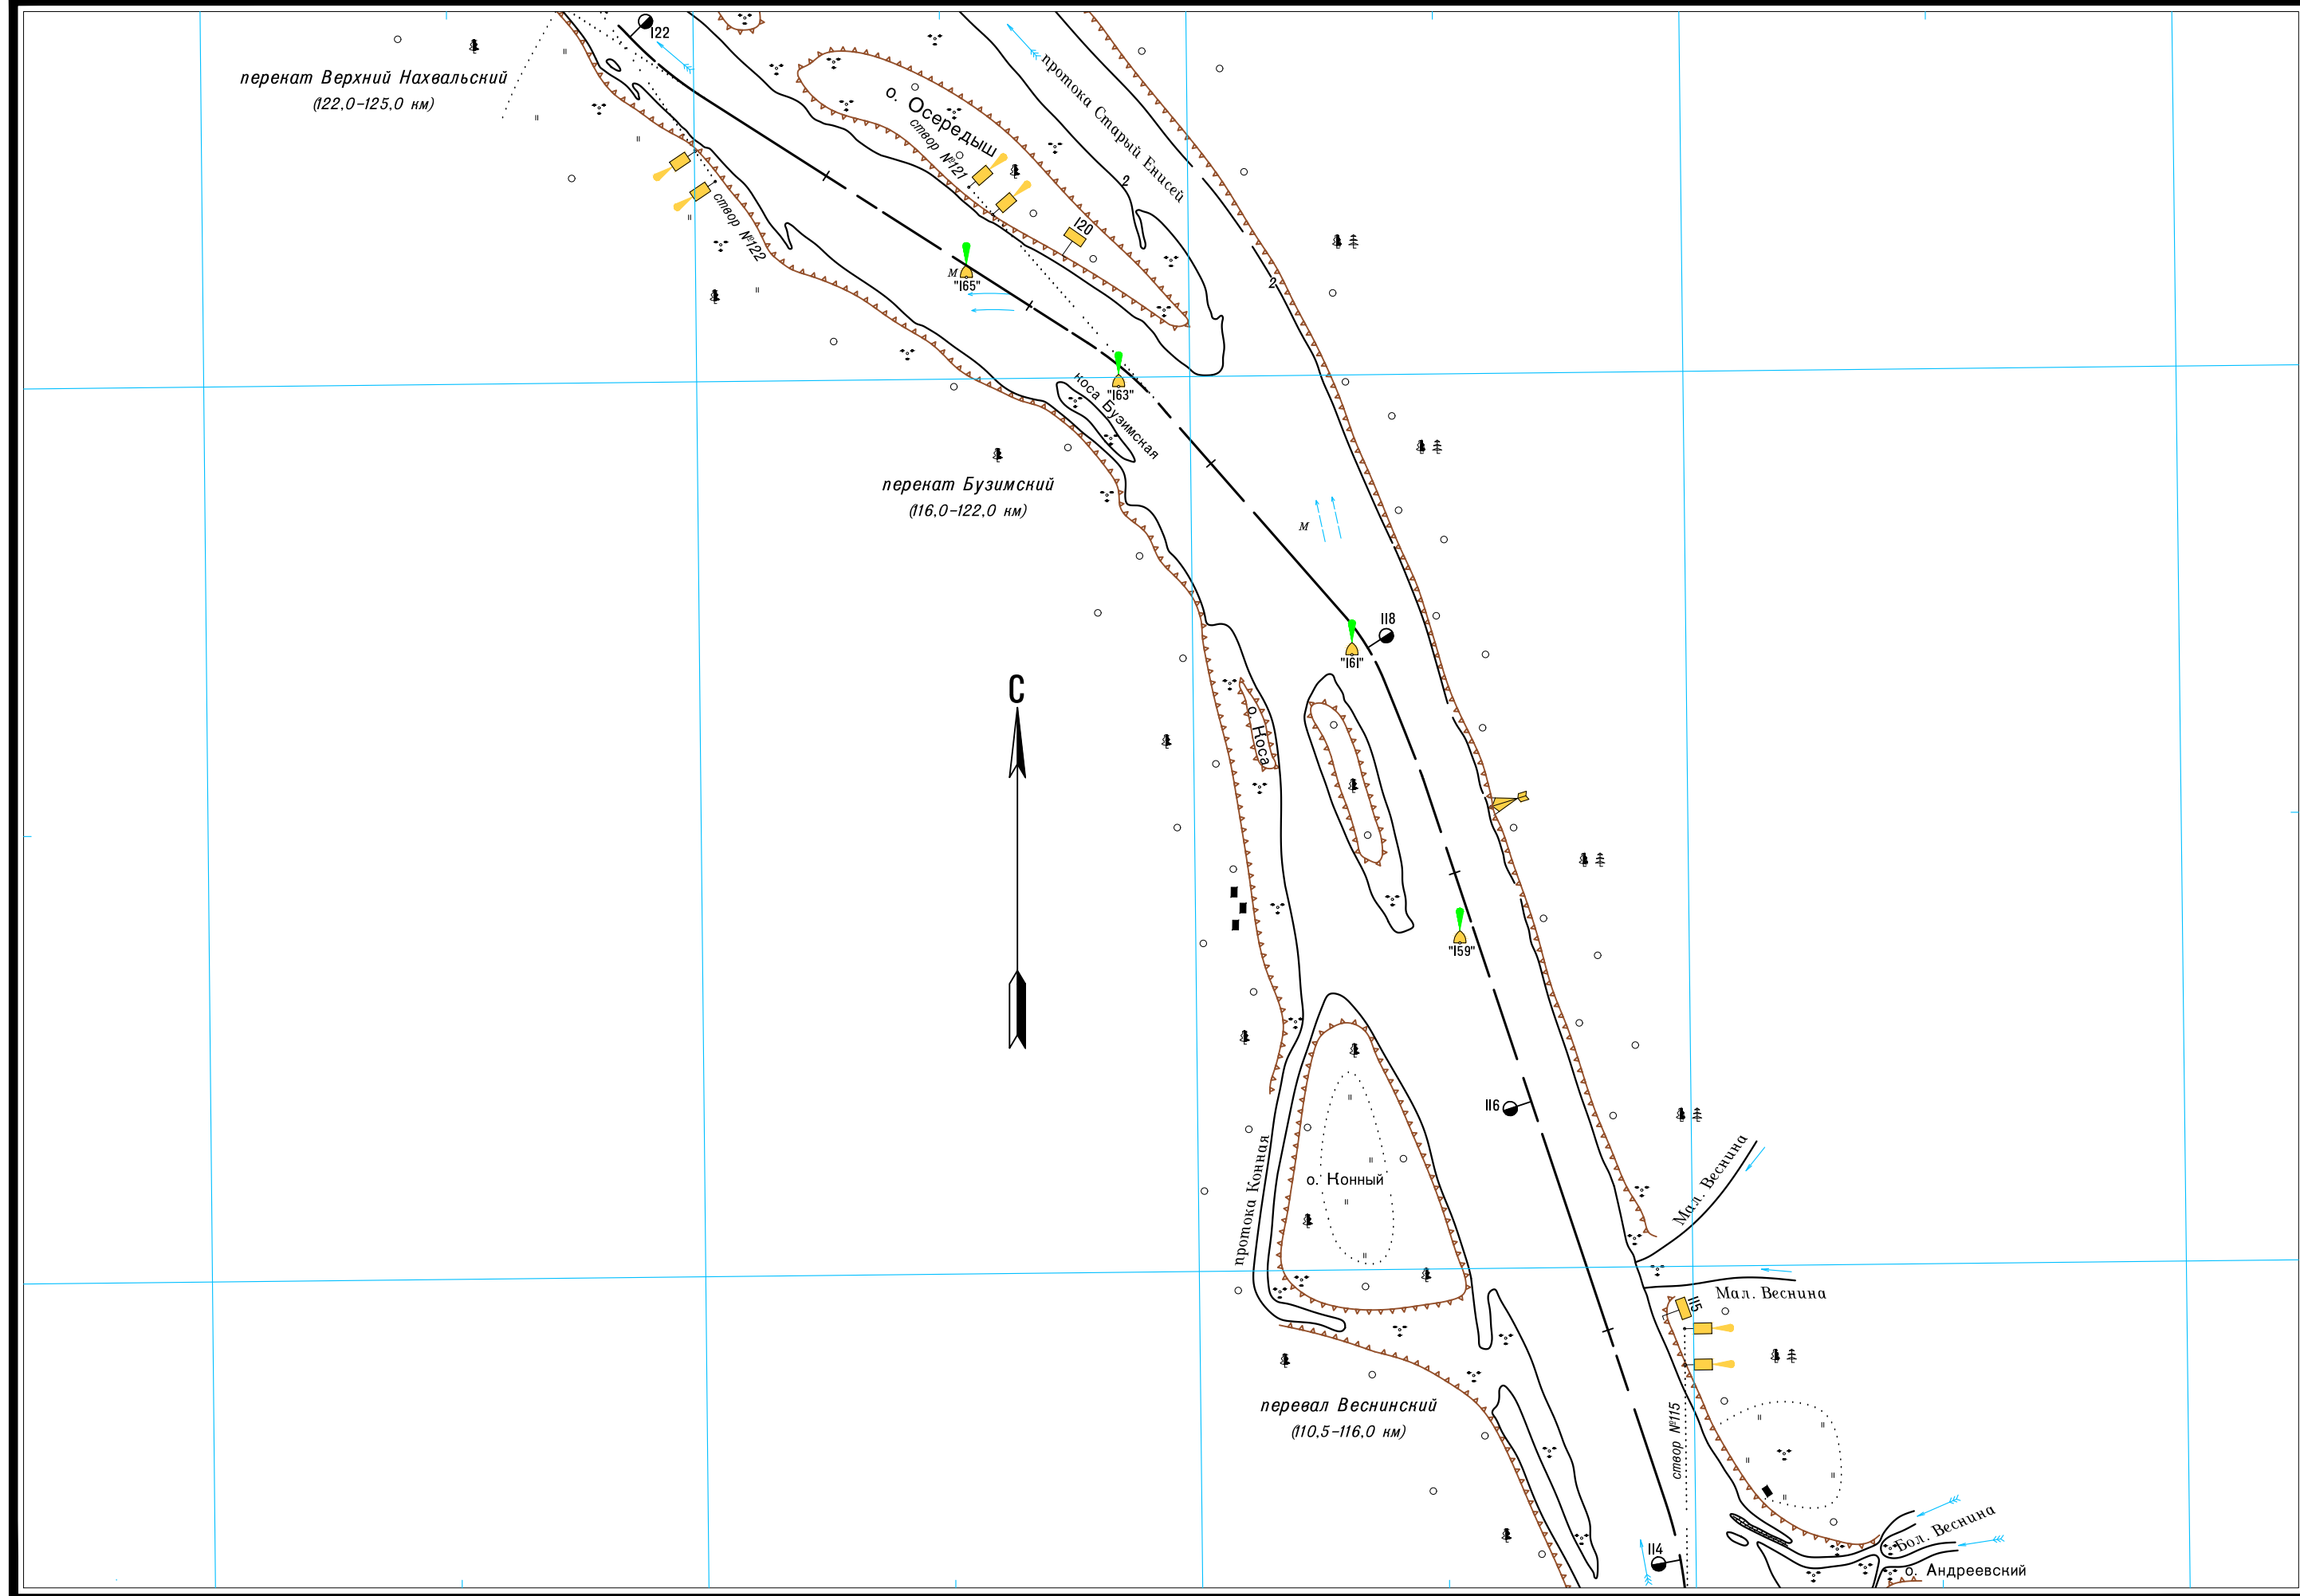 122
перекат Верхний Нахвальский
(122,0-125,0 км)
протока Старый Енисей
о. Осередыш
створ №121
2
створ №122
120
М
"165"
2
"163"
коса Бузимская
перекат Бузимский
(116,0-122,0 км)
М
118
"161"
С
о. Коса
"159"
116
протока Конная
о. Конный
Мал. Веснина
Мал. Веснина
115
перевал Веснинский
(110,5-116,0 км)
створ №115
Бол. Веснина
114
о. Андреевский